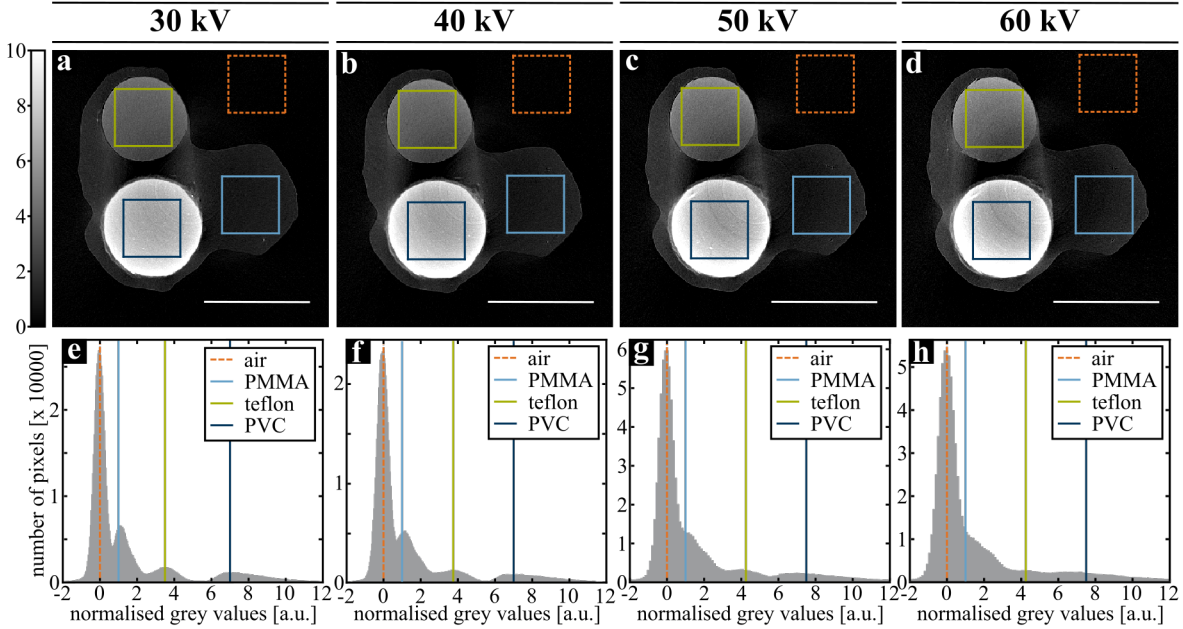 30 kV 40 kV 50 kV 60 kV
10
8
6
4
2
0
a b c d
e f g h
air
PMMA
teflon
PVC
air
PMMA
teflon
PVC
air
PMMA
teflon
PVC
air
PMMA
teflon
PVC
number of pixels [x 10000]
2
1
0
2
1
0
6
5
4
3
2
1
0
5
4
3
2
1
0
-2 0 2 4 6 8 10 12
-2 0 2 4 6 8 10 12
-2 0 2 4 6 8 10 12
-2 0 2 4 6 8 10 12
normalised grey values [a.u.] normalised grey values [a.u.] normalised grey values [a.u.] normalised grey values [a.u.]